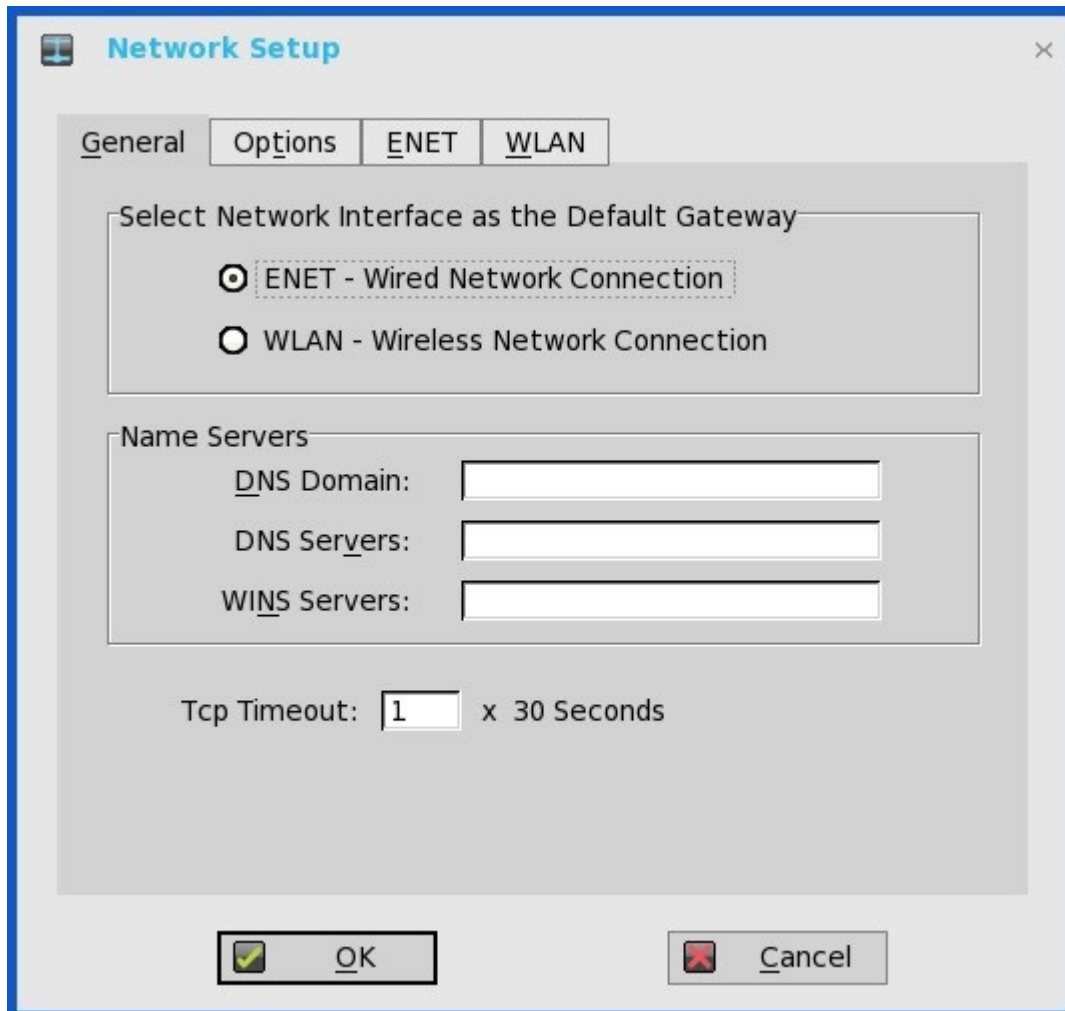 Network Setup
General Options ENET WLAN
Select Network Interface as the Default Gateway
ENET - Wired Network Connection
WLAN - Wireless Network Connection
Name Servers
DNS Domain:
DNS Servers:
WINS Servers:
Tcp Timeout: 1 x 30 Seconds
OK Cancel